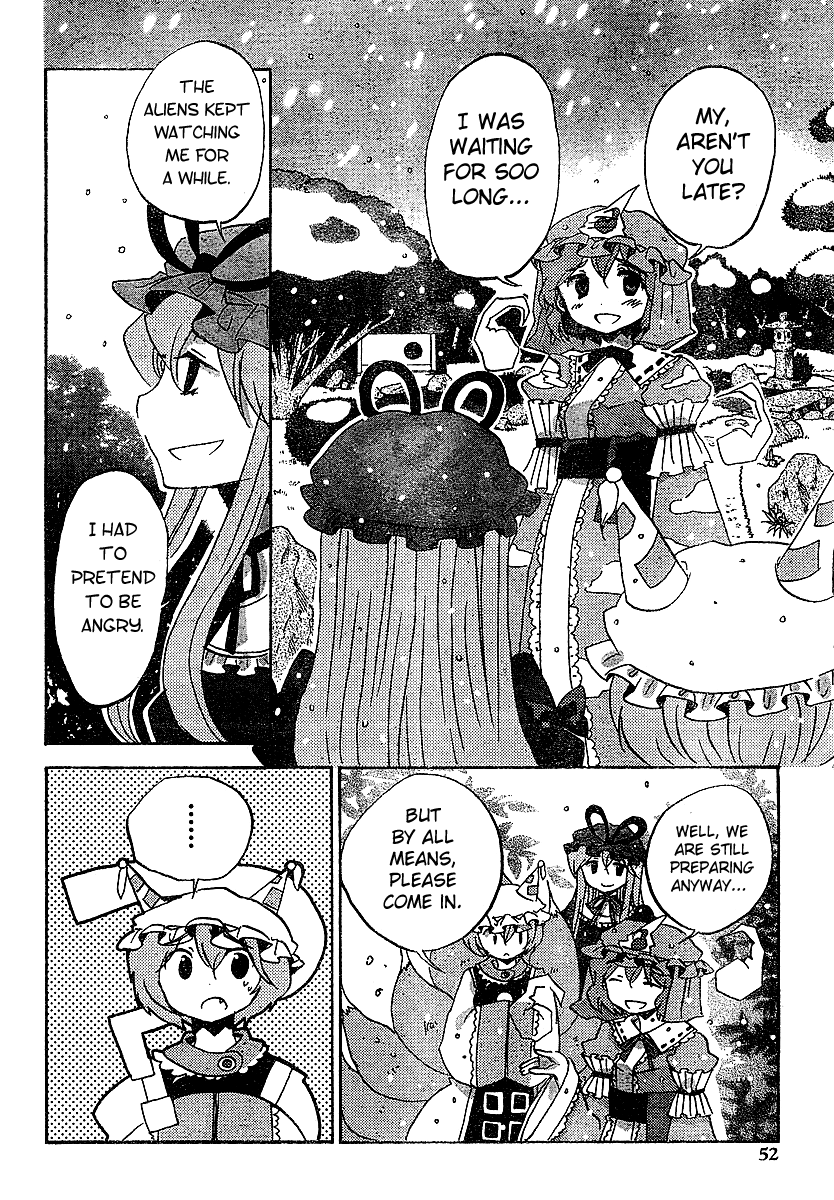 MY,
AREN'T
YOU
LATE?
I WAS
WAITING
FOR SOO
LONG...
THE
ALIENS KEPT
WATCHING
ME FOR
A WHILE.
I HAD
TO
PRETEND
TO BE
ANGRY.
WELL, WE
ARE STILL
PREPARING
ANYWAY...
BUT
BY ALL
MEANS,
PLEASE
COME IN.
......
52